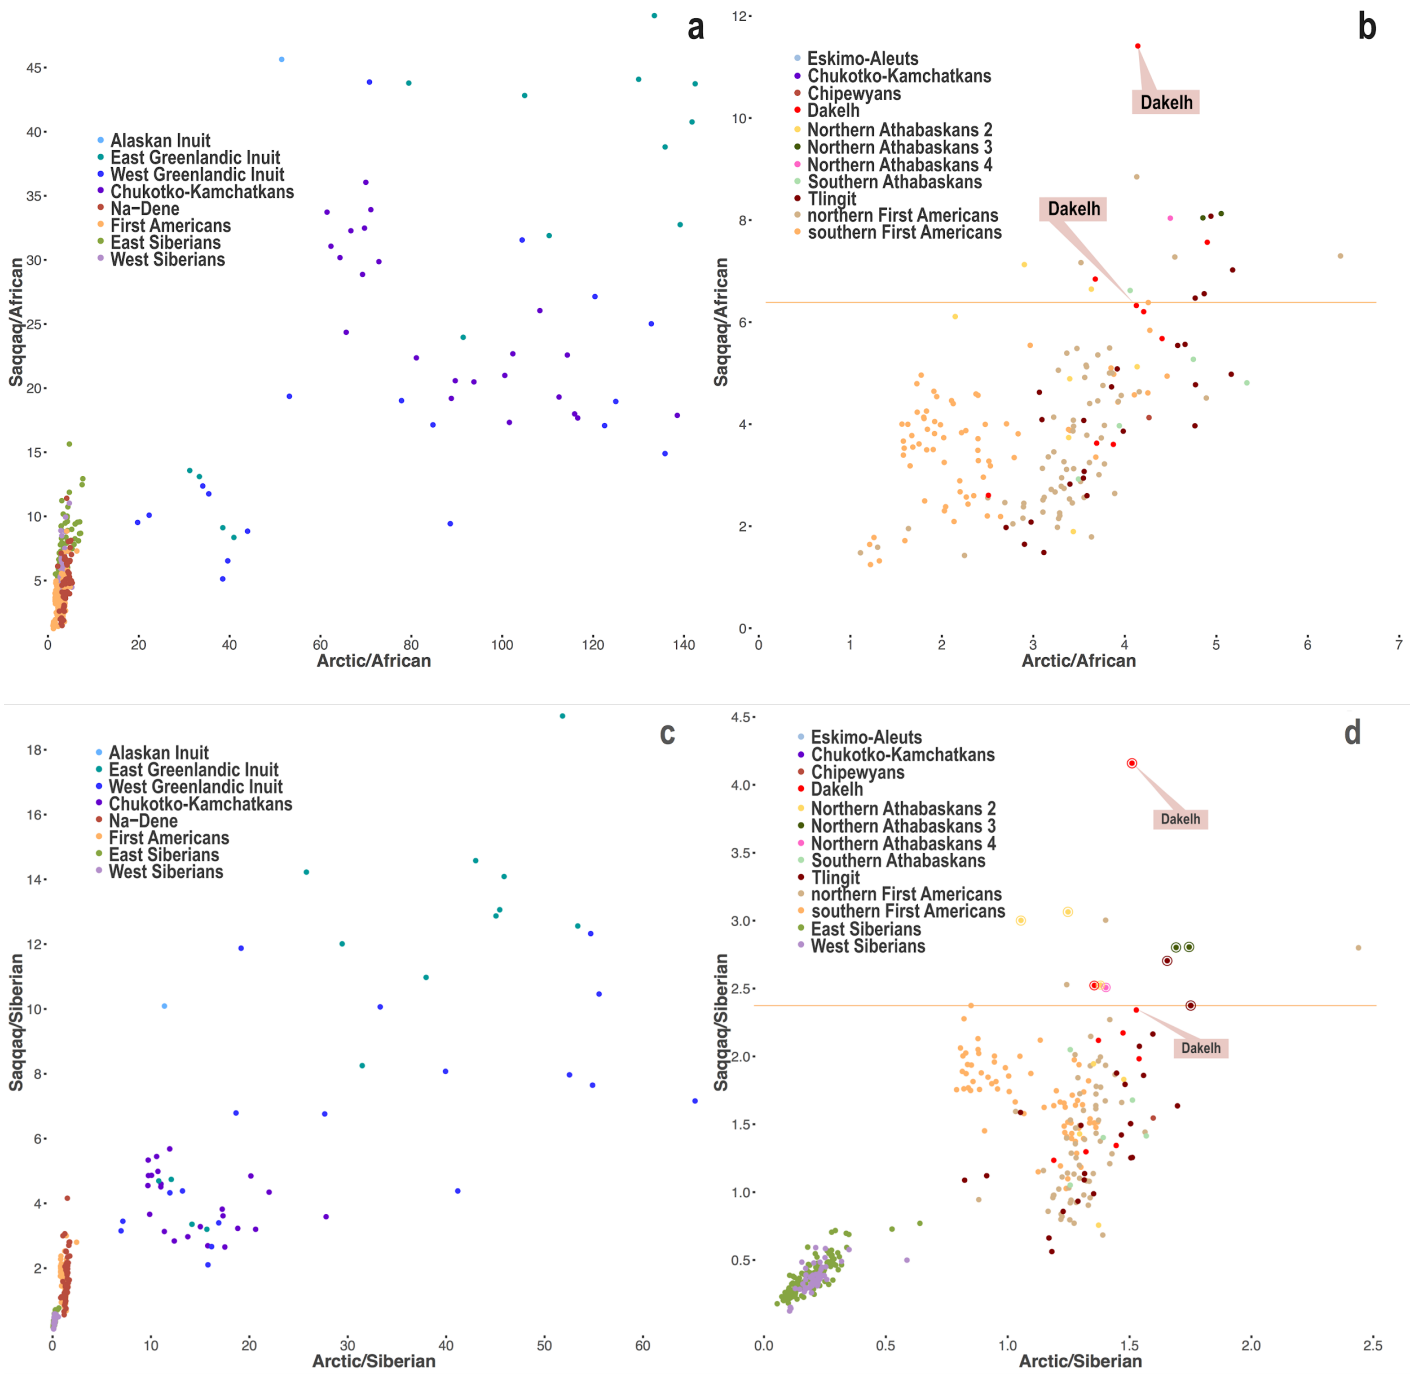 a
45
40
35
30
25
20
15
10
5
Saqqaq/African
Alaskan Inuit
East Greenlandic Inuit
West Greenlandic Inuit
Chukotko-Kamchatkans
Na−Dene
First Americans
East Siberians
West Siberians
0 20 40 60 80 100 120 140
Arctic/African
b
12
10
8
6
4
2
0
Saqqaq/African
Eskimo-Aleuts
Chukotko-Kamchatkans
Chipewyans
Dakelh
Northern Athabaskans 2
Northern Athabaskans 3
Northern Athabaskans 4
Southern Athabaskans
Tlingit
northern First Americans
southern First Americans
Dakelh
Dakelh
0 1 2 3 4 5 6 7
Arctic/African
c
18
16
14
12
10
8
6
4
2
Saqqaq/Siberian
Alaskan Inuit
East Greenlandic Inuit
West Greenlandic Inuit
Chukotko-Kamchatkans
Na−Dene
First Americans
East Siberians
West Siberians
0 10 20 30 40 50 60
Arctic/Siberian
d
4.5
4.0
3.5
3.0
2.5
2.0
1.5
1.0
0.5
Saqqaq/Siberian
Eskimo-Aleuts
Chukotko-Kamchatkans
Chipewyans
Dakelh
Northern Athabaskans 2
Northern Athabaskans 3
Northern Athabaskans 4
Southern Athabaskans
Tlingit
northern First Americans
southern First Americans
East Siberians
West Siberians
Dakelh
Dakelh
0.0 0.5 1.0 1.5 2.0 2.5
Arctic/Siberian